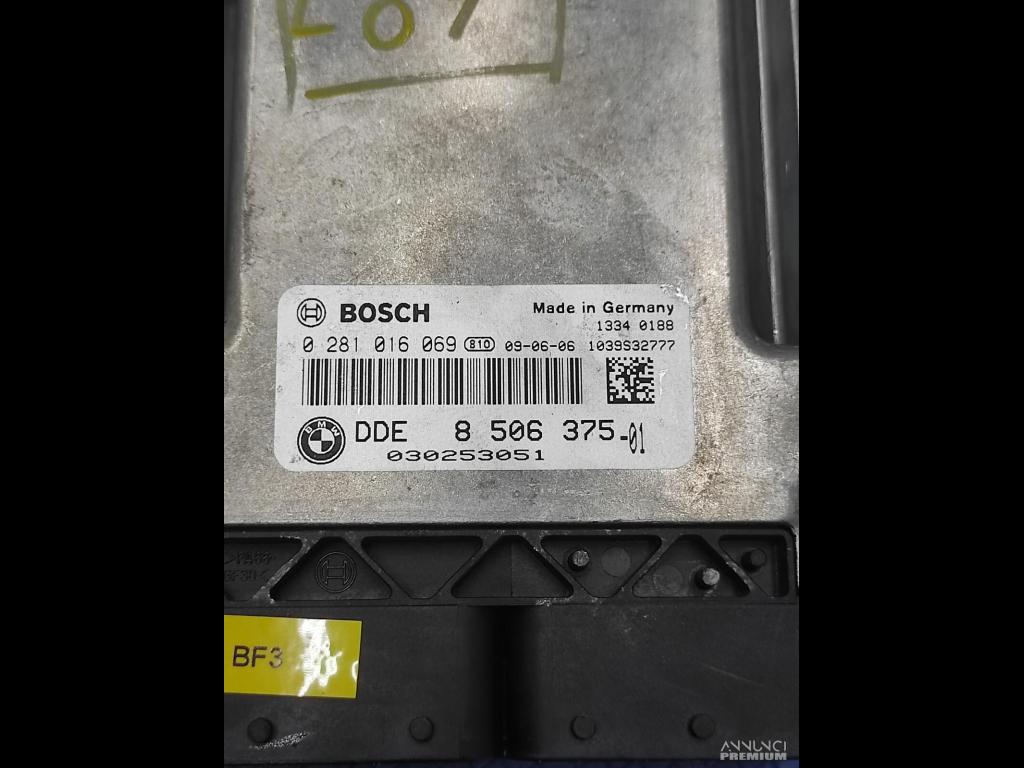 BOSCH
Made in Germany
1334 0188
0 281 016 069 810 09-06-06 1039S32777
BMW
DDE 8 506 375-01
030253051
BF3
ANNUNCI
PREMIUM